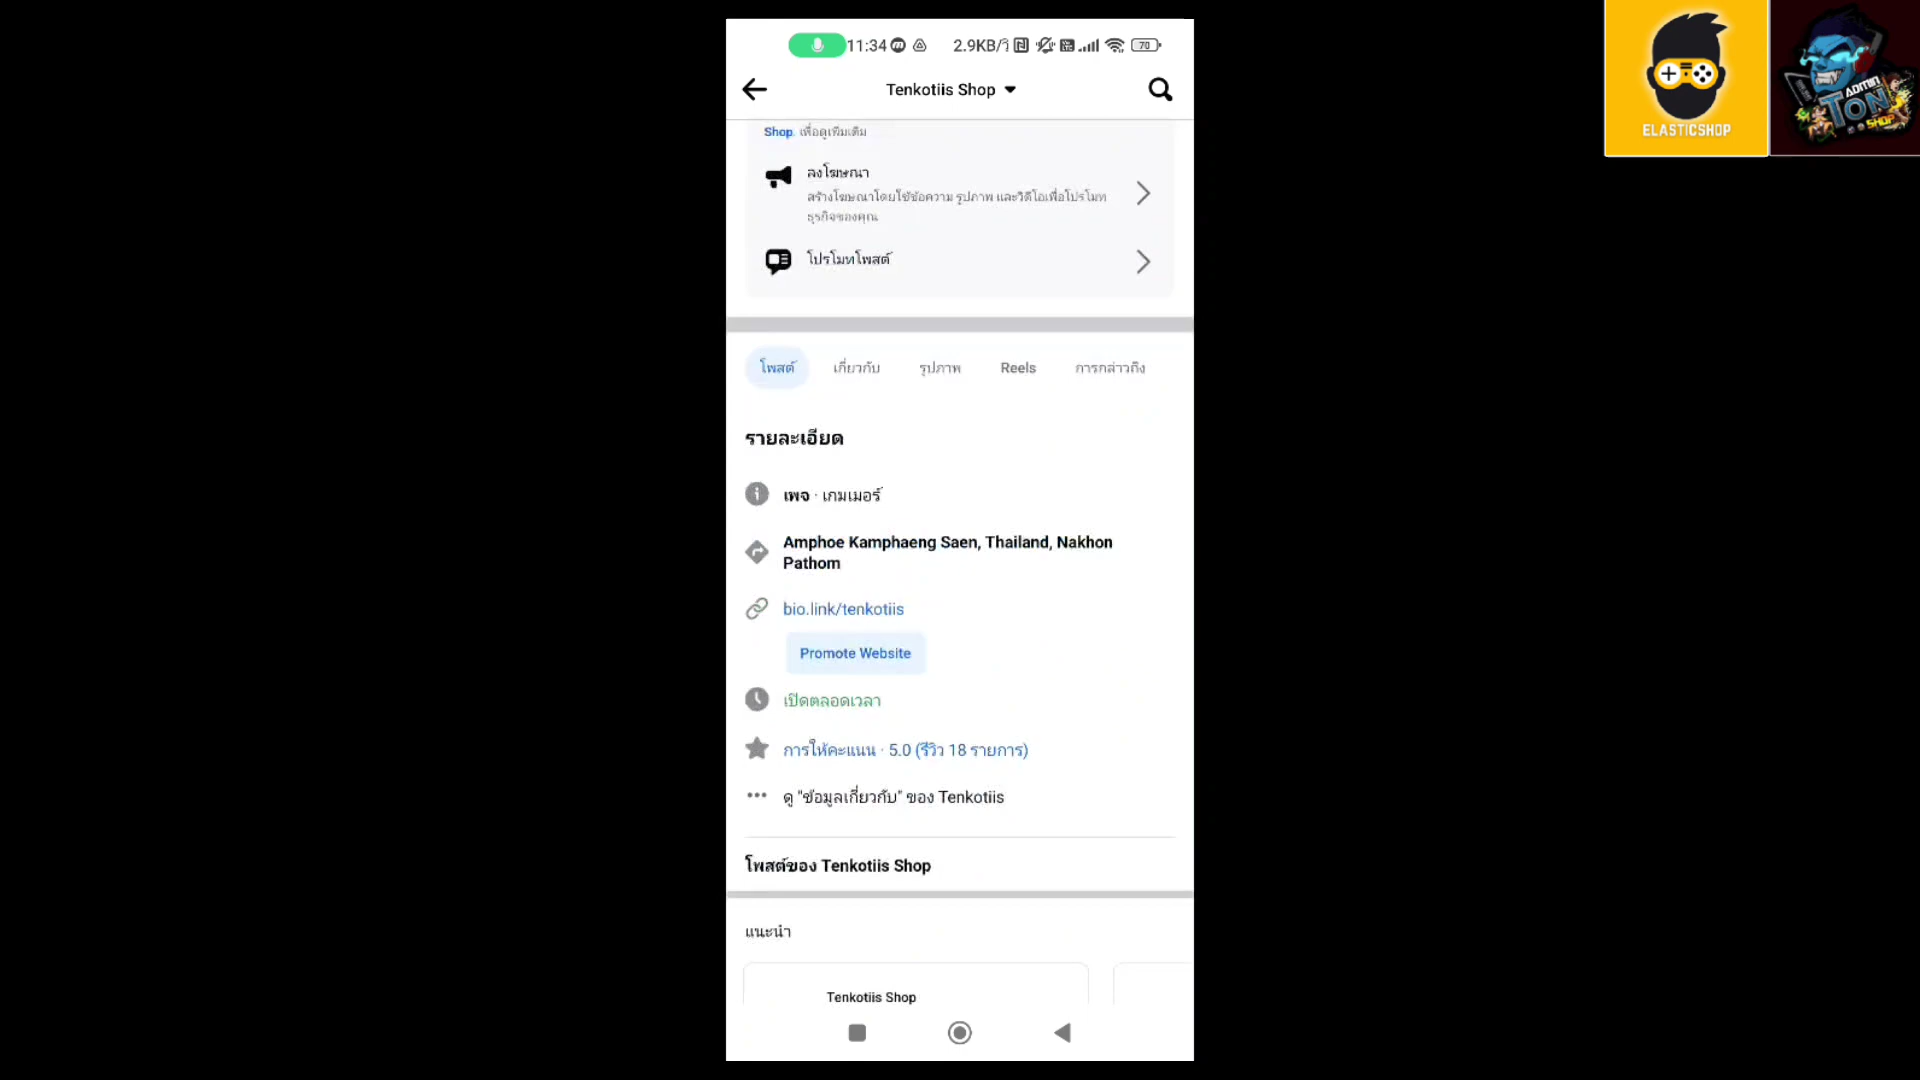 11:34 2.9KB/วิ 70
Tenkotiis Shop
Shop. เพื่อดูเพิ่มเติม
ลงโฆษณา
สร้างโฆษณาโดยใช้ข้อความ รูปภาพ และวิดีโอเพื่อโปรโมท
ธุรกิจของคุณ
โปรโมทโพสต์
โพสต์ เกี่ยวกับ รูปภาพ Reels การกล่าวถึง
รายละเอียด
เพจ · เกมเมอร์
Amphoe Kamphaeng Saen, Thailand, Nakhon
Pathom
bio.link/tenkotiis
Promote Website
เปิดตลอดเวลา
การให้คะแนน · 5.0 (รีวิว 18 รายการ)
ดู "ข้อมูลเกี่ยวกับ" ของ Tenkotiis
โพสต์ของ Tenkotiis Shop
แนะนำ
Tenkotiis Shop
ELASTICSHOP
ADMIN
TON
SHOP